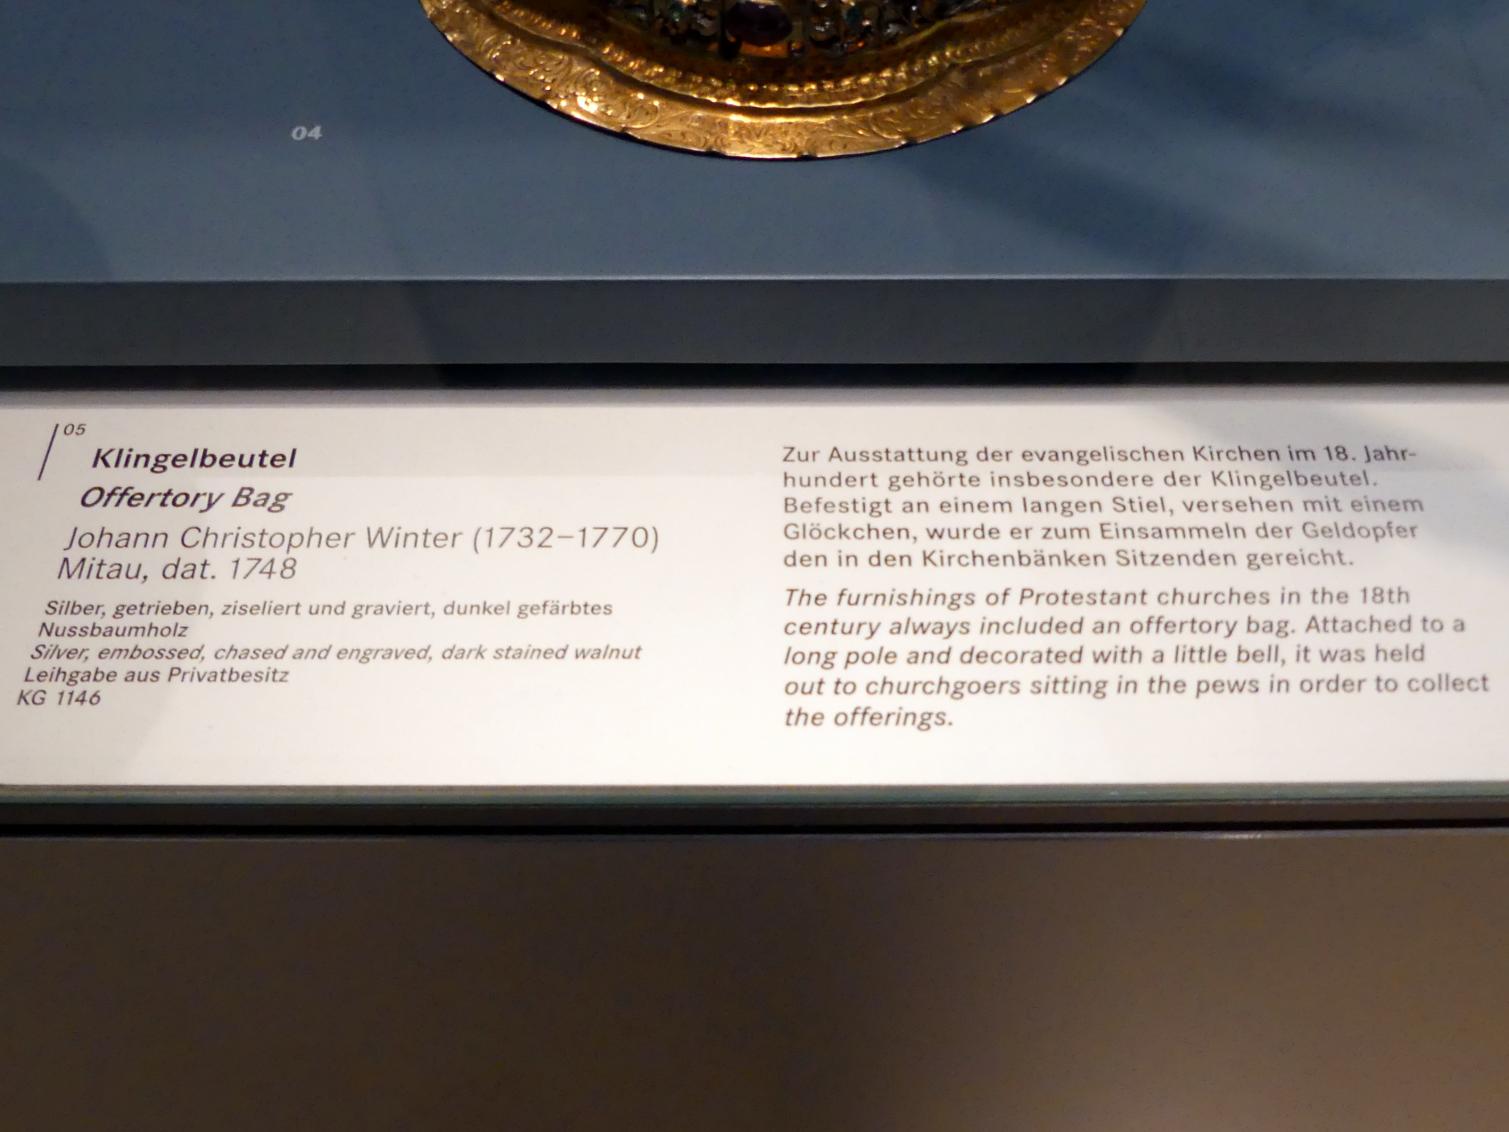 04
05
Klingelbeutel
Offertory Bag
Johann Christopher Winter (1732–1770)
Mitau, dat. 1748
Silber, getrieben, ziseliert und graviert, dunkel gefärbtes
Nussbaumholz
Silver, embossed, chased and engraved, dark stained walnut
Leihgabe aus Privatbesitz
KG 1146
Zur Ausstattung der evangelischen Kirchen im 18. Jahr-
hundert gehörte insbesondere der Klingelbeutel.
Befestigt an einem langen Stiel, versehen mit einem
Glöckchen, wurde er zum Einsammeln der Geldopfer
den in den Kirchenbänken Sitzenden gereicht.
The furnishings of Protestant churches in the 18th
century always included an offertory bag. Attached to a
long pole and decorated with a little bell, it was held
out to churchgoers sitting in the pews in order to collect
the offerings.